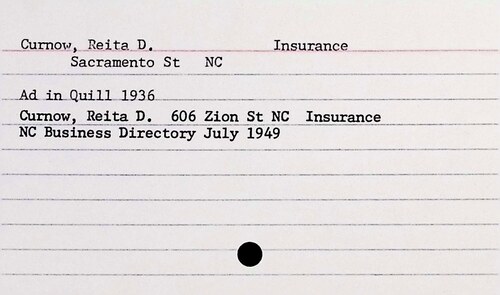 Curnow, Reita D. Insurance
Sacramento St NC
Ad in Quill 1936
Curnow, Reita D. 606 Zion St NC Insurance
NC Business Directory July 1949